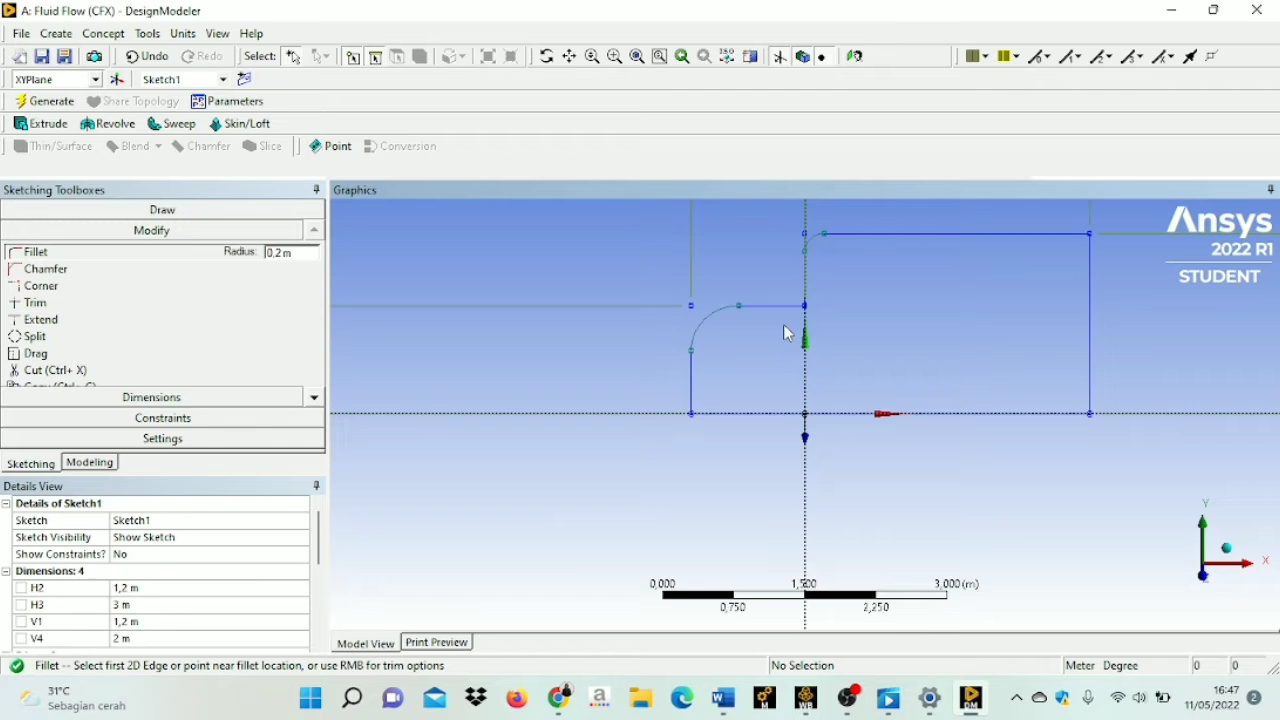 A: Fluid Flow (CFX) - DesignModeler
File Create Concept Tools Units View Help
Undo Redo Select:
XYPlane Sketch1
Generate Share Topology Parameters
Extrude Revolve Sweep Skin/Loft
Thin/Surface Blend Chamfer Slice Point Conversion
Sketching Toolboxes
Draw
Modify
Fillet Radius: 0,2 m
Chamfer
Corner
Trim
Extend
Split
Drag
Cut (Ctrl+ X)
Dimensions
Constraints
Settings
Sketching Modeling
Details View
Details of Sketch1
Sketch Sketch1
Sketch Visibility Show Sketch
Show Constraints? No
Dimensions: 4
H2 1,2 m
H3 3 m
V1 1,2 m
V4 2 m
Graphics
Ansys
2022 R1
STUDENT
Y
X
0,000 1,500 3,000 (m)
0,750 2,250
Model View Print Preview
Fillet -- Select first 2D Edge or point near fillet location, or use RMB for trim options
No Selection
Meter Degree 0 0
31°C
Sebagian cerah
16:47
11/05/2022
2